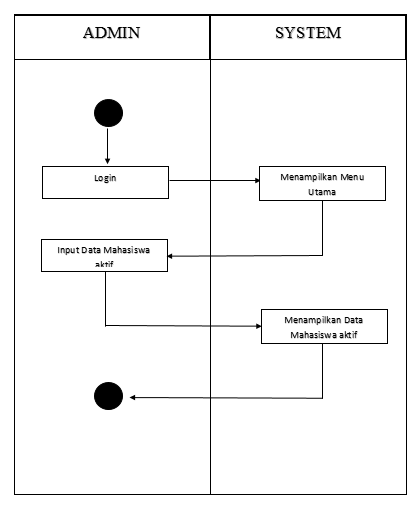 ADMIN
SYSTEM
Login
Menampilkan Menu
Utama
Input Data Mahasiswa
aktif
Menampilkan Data
Mahasiswa aktif